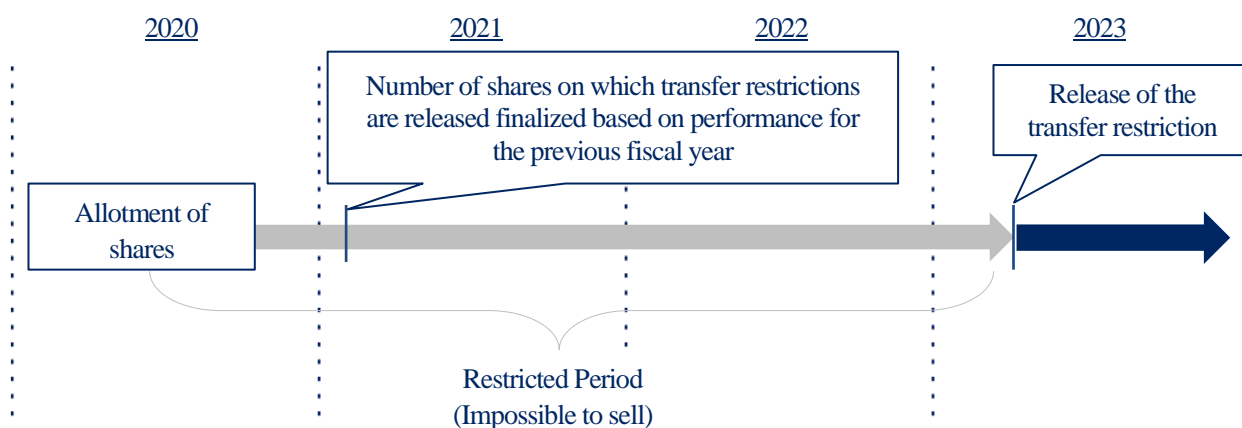 2020
2021
2022
2023
Number of shares on which transfer restrictions
are released finalized based on performance for
the previous fiscal year
Release of the
transfer restriction
Allotment of
shares
Restricted Period
(Impossible to sell)